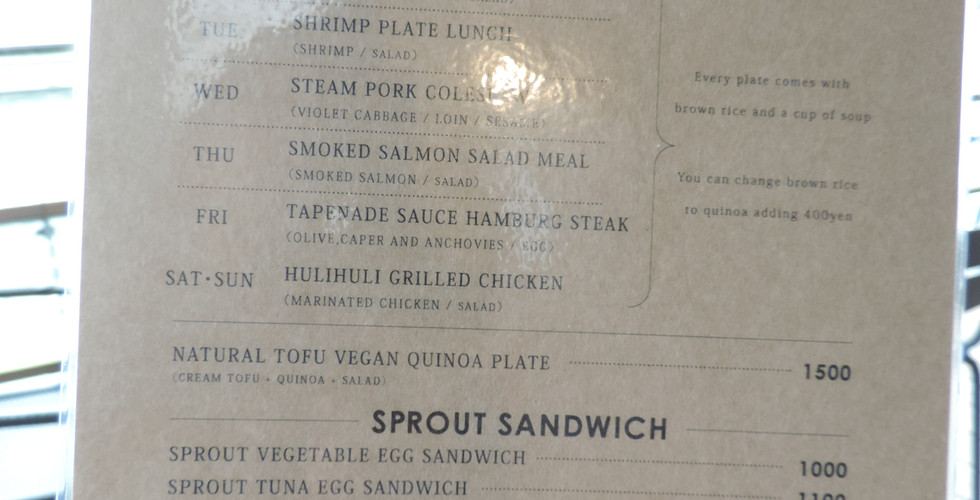 TUE
SHRIMP PLATE LUNCH
(SHRIMP / SALAD)
WED
STEAM PORK COLESLAW
(VIOLET CABBAGE / LOIN / SESAME)
THU
SMOKED SALMON SALAD MEAL
(SMOKED SALMON / SALAD)
FRI
TAPENADE SAUCE HAMBURG STEAK
(OLIVE,CAPER AND ANCHOVIES / EGG)
SAT・SUN
HULIHULI GRILLED CHICKEN
(MARINATED CHICKEN / SALAD)
Every plate comes with
brown rice and a cup of soup
You can change brown rice
to quinoa adding 400yen
NATURAL TOFU VEGAN QUINOA PLATE 1500
(CREAM TOFU + QUINOA + SALAD)
SPROUT SANDWICH
SPROUT VEGETABLE EGG SANDWICH 1000
SPROUT TUNA EGG SANDWICH 1100